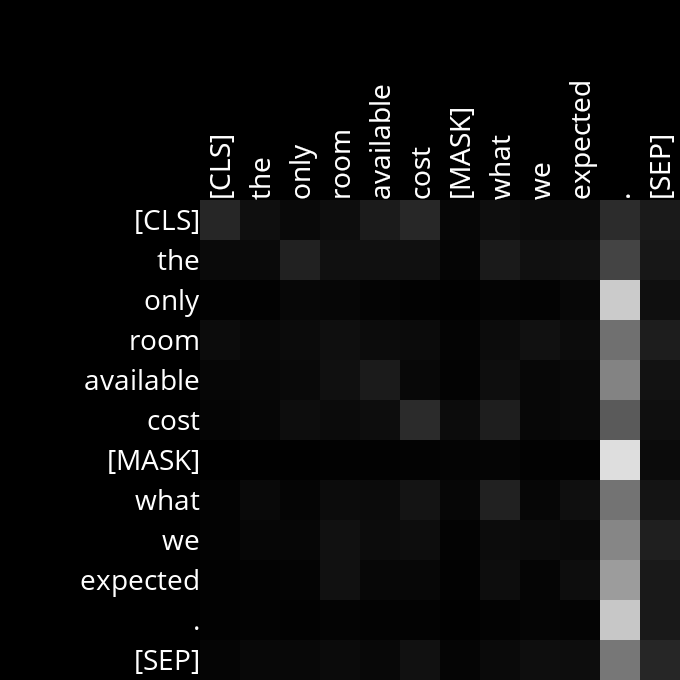 [CLS] the only room available cost [MASK] what we expected . [SEP]
[CLS]
the
only
room
available
cost
[MASK]
what
we
expected
.
[SEP]